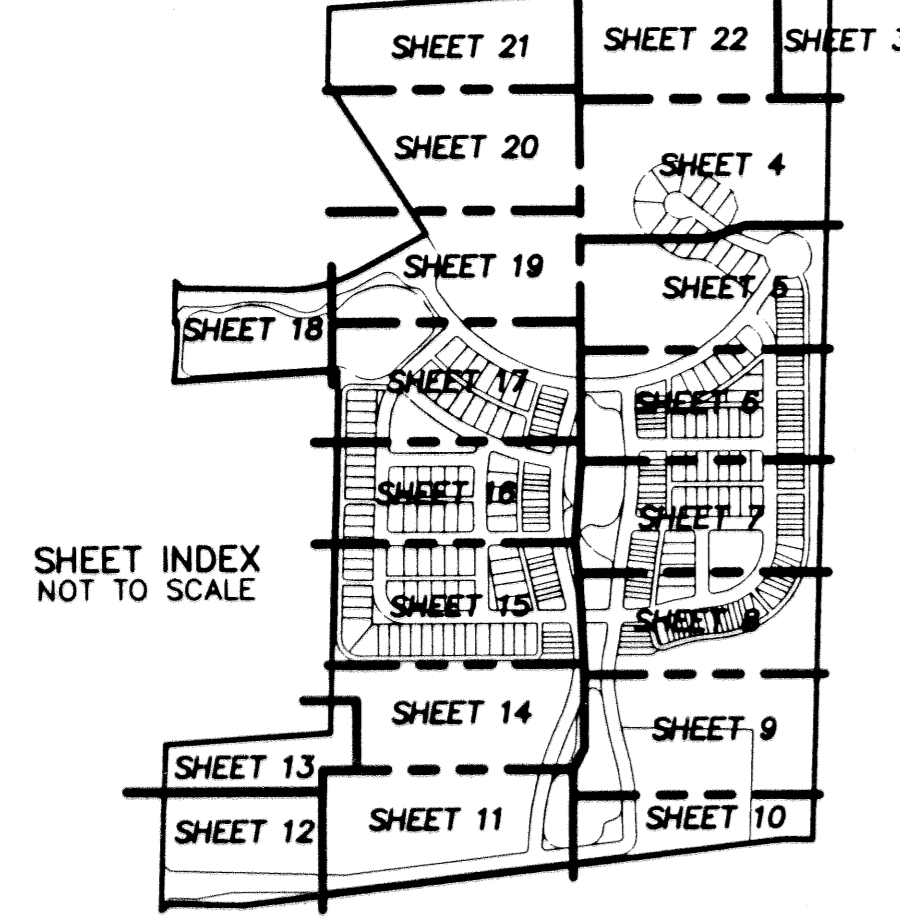 SHEET 21
SHEET 22
SHEET 3
SHEET 20
SHEET 4
SHEET 19
SHEET 5
SHEET 18
SHEET 17
SHEET 6
SHEET 16
SHEET 7
SHEET INDEX
NOT TO SCALE
SHEET 15
SHEET 8
SHEET 14
SHEET 9
SHEET 13
SHEET 12
SHEET 11
SHEET 10